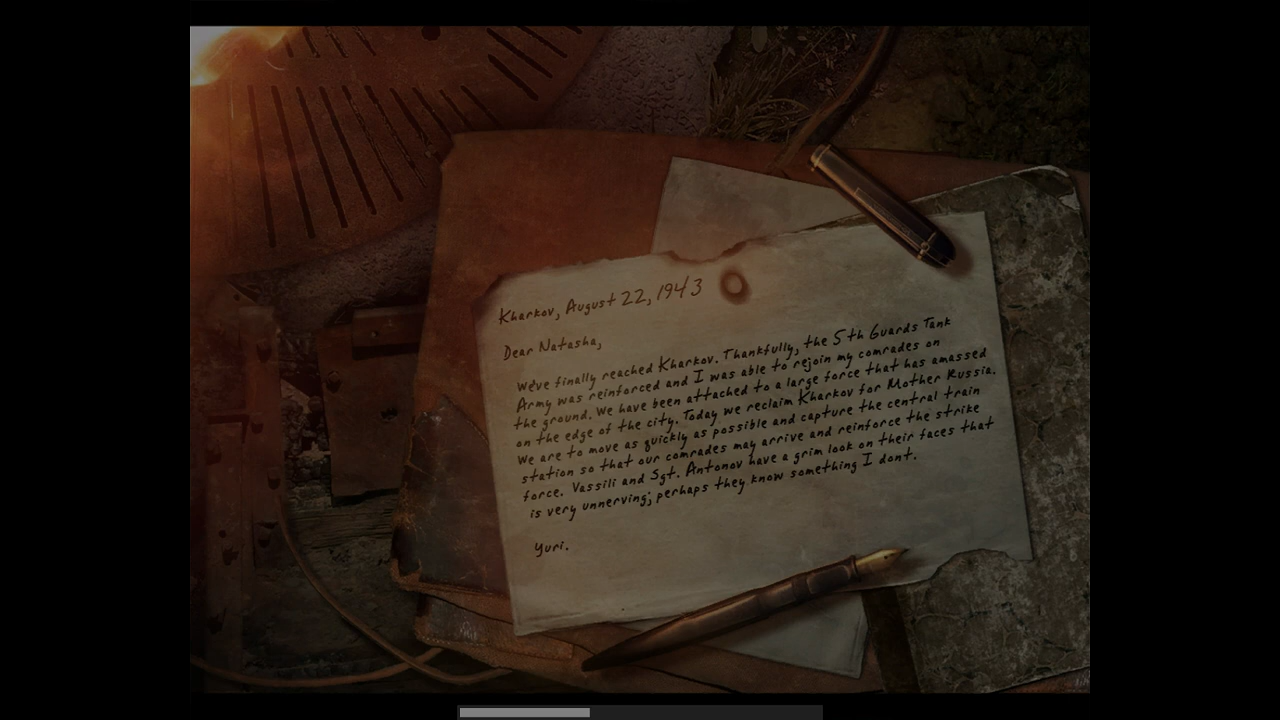 Kharkov, August 22, 1943
Dear Natasha,
We've finally reached Kharkov. Thankfully, the 5th Guards Tank
Army was reinforced and I was able to rejoin my comrades on
the ground. We have been attached to a large force that has amassed
on the edge of the city. Today we reclaim Kharkov for Mother Russia.
We are to move as quickly as possible and capture the central train
station so that our comrades may arrive and reinforce the strike
force. Vassili and Sgt. Antonov have a grim look on their faces that
is very unnerving; perhaps they know something I dont.
Yuri.